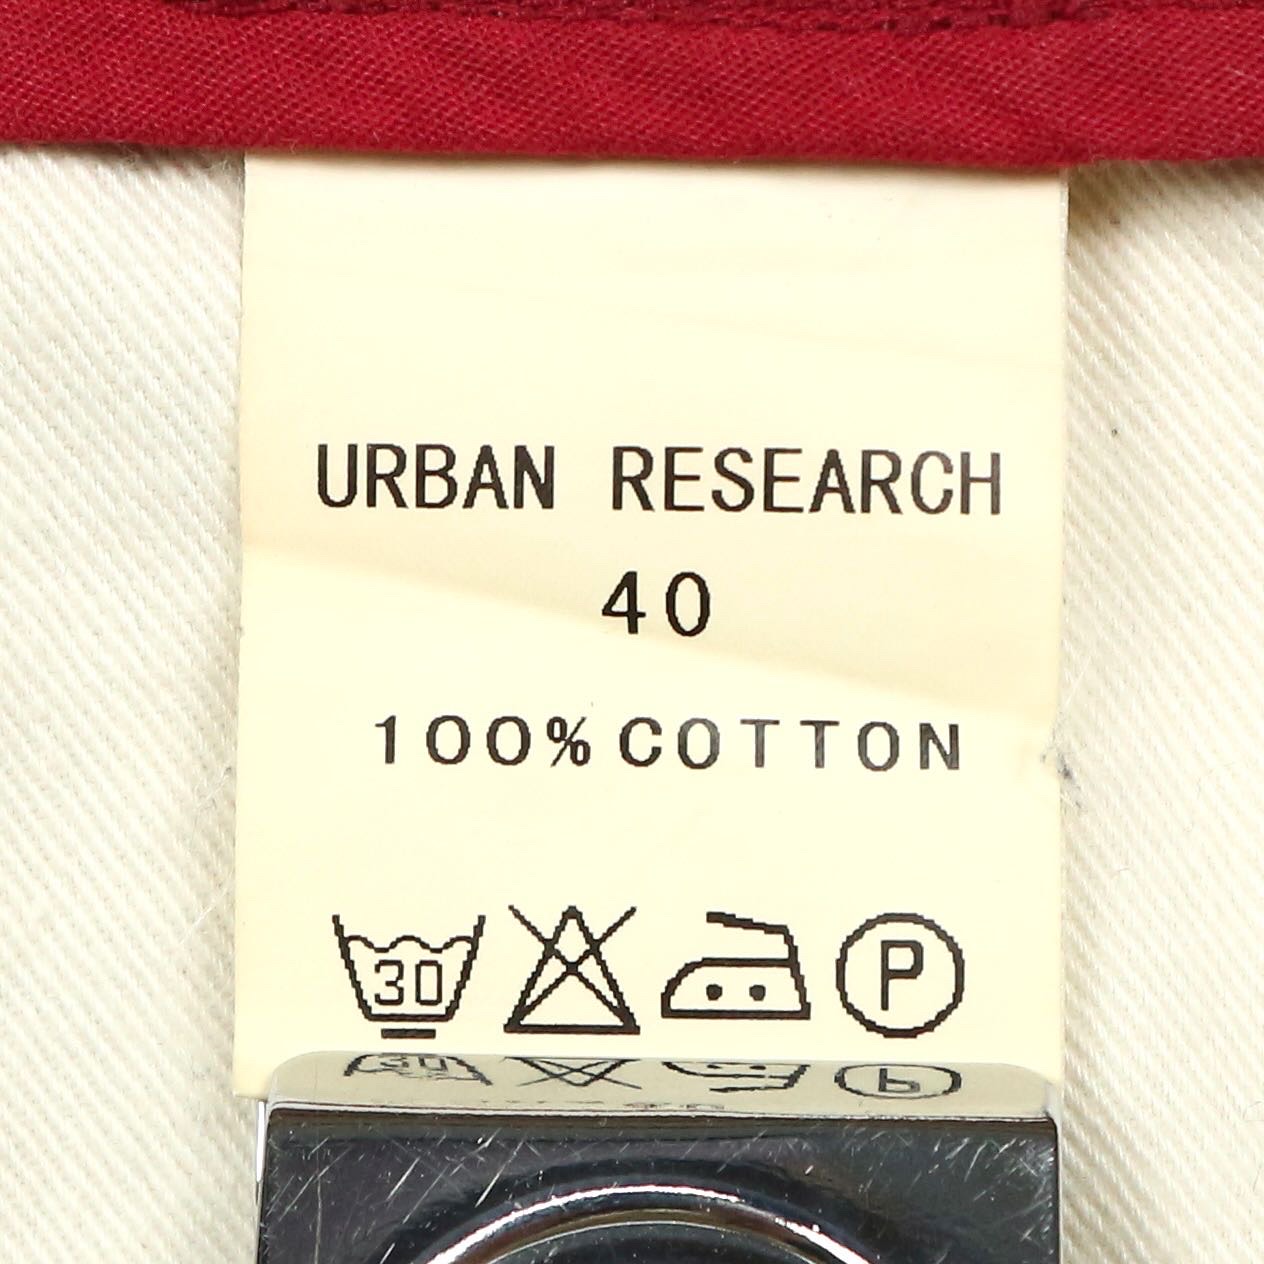 URBAN RESEARCH
40
100% COTTON
30 P